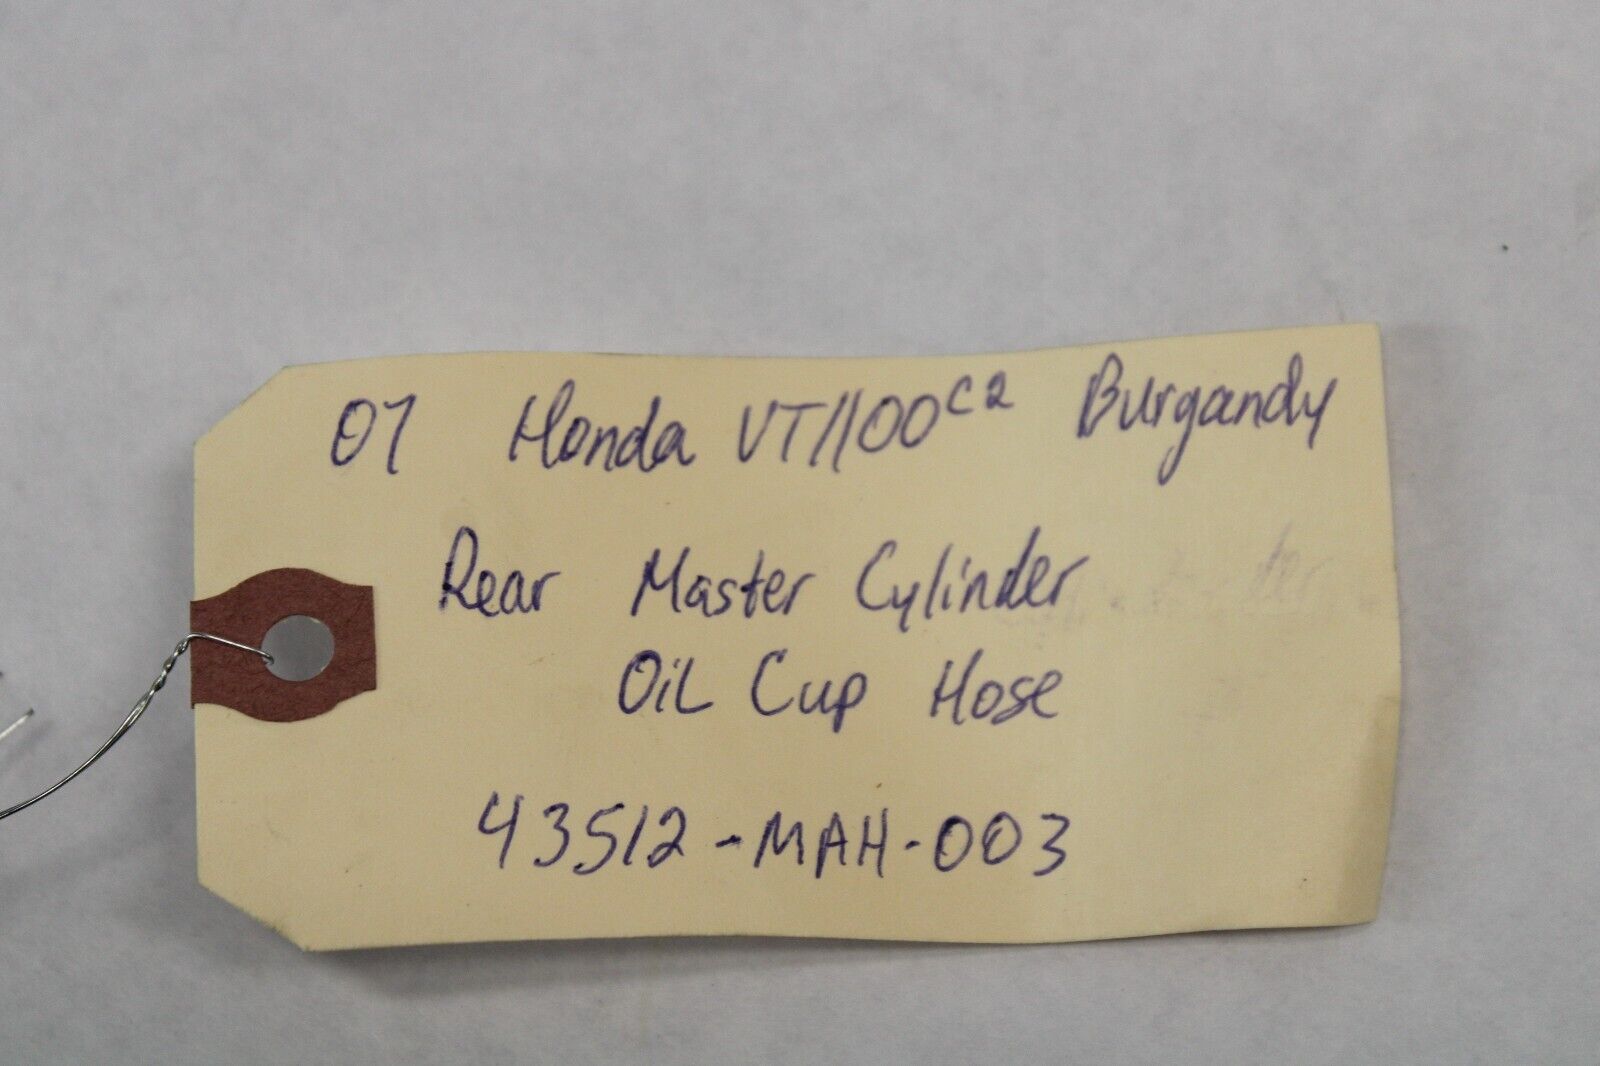 07 Honda VT1100C2 Burgandy
Rear Master Cylinder
Oil Cup Hose
43512-MAH-003